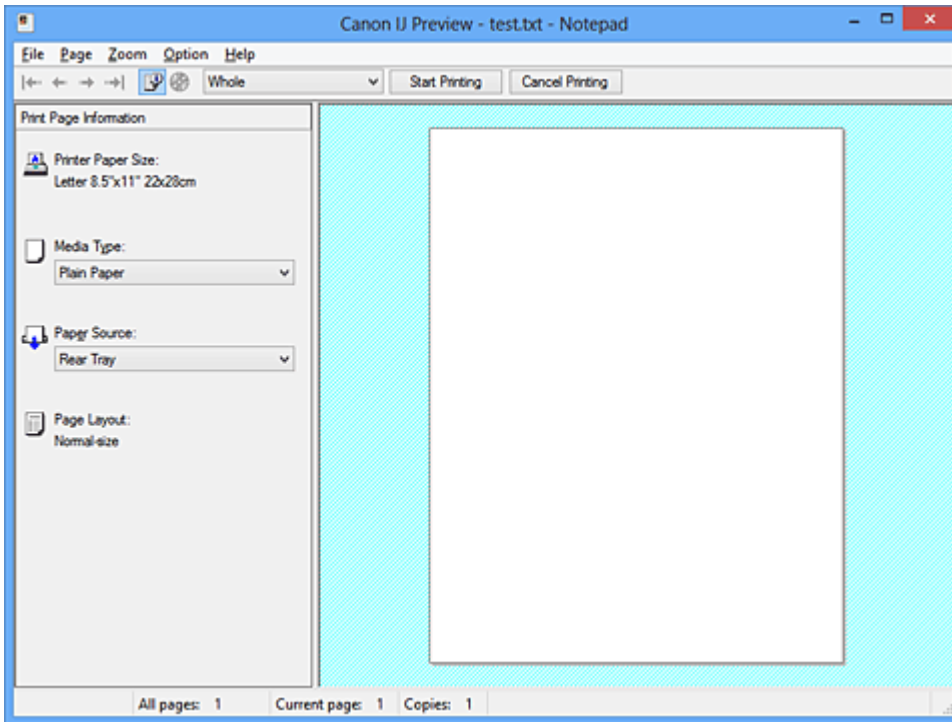 Canon IJ Preview - test.txt - Notepad
File Page Zoom Option Help
Whole Start Printing Cancel Printing
Print Page Information
Printer Paper Size:
Letter 8.5"x11" 22x28cm
Media Type:
Plain Paper
Paper Source:
Rear Tray
Page Layout:
Normal-size
All pages: 1 Current page: 1 Copies: 1